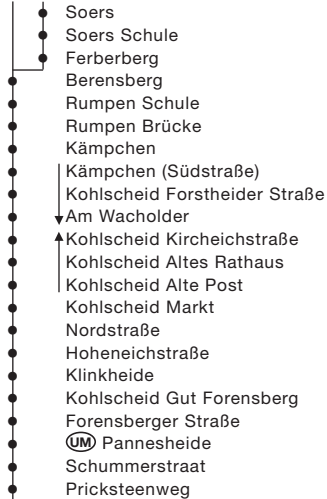 Soers
Soers Schule
Ferberberg
Berensberg
Rumpen Schule
Rumpen Brücke
Kämpchen
Kämpchen (Südstraße)
Kohlscheid Forstheider Straße
Am Wacholder
Kohlscheid Kircheichstraße
Kohlscheid Altes Rathaus
Kohlscheid Alte Post
Kohlscheid Markt
Nordstraße
Hoheneichstraße
Klinkheide
Kohlscheid Gut Forensberg
Forensberger Straße
UM Pannesheide
Schummerstraat
Pricksteenweg